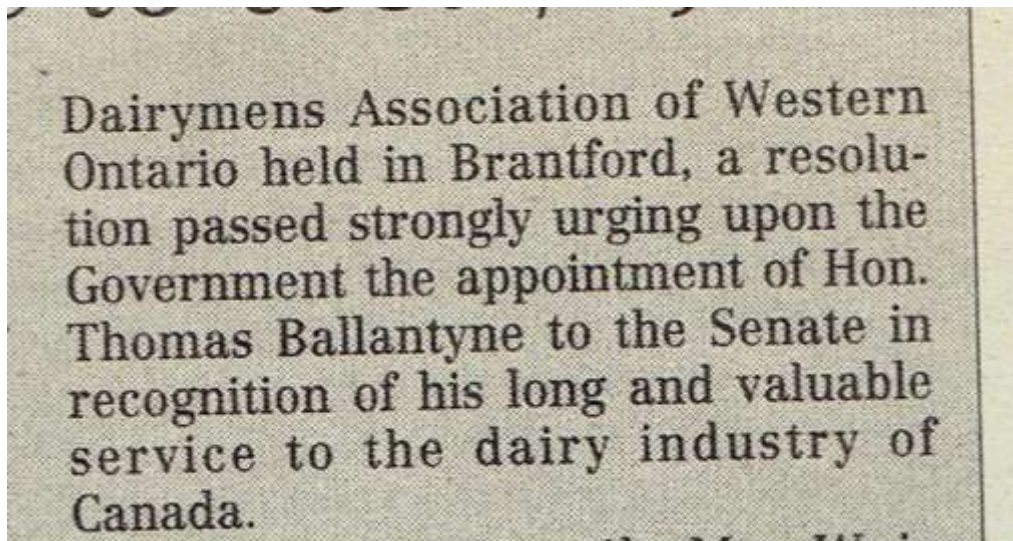 Dairymens Association of Western
Ontario held in Brantford, a resolu-
tion passed strongly urging upon the
Government the appointment of Hon.
Thomas Ballantyne to the Senate in
recognition of his long and valuable
service to the dairy industry of
Canada.